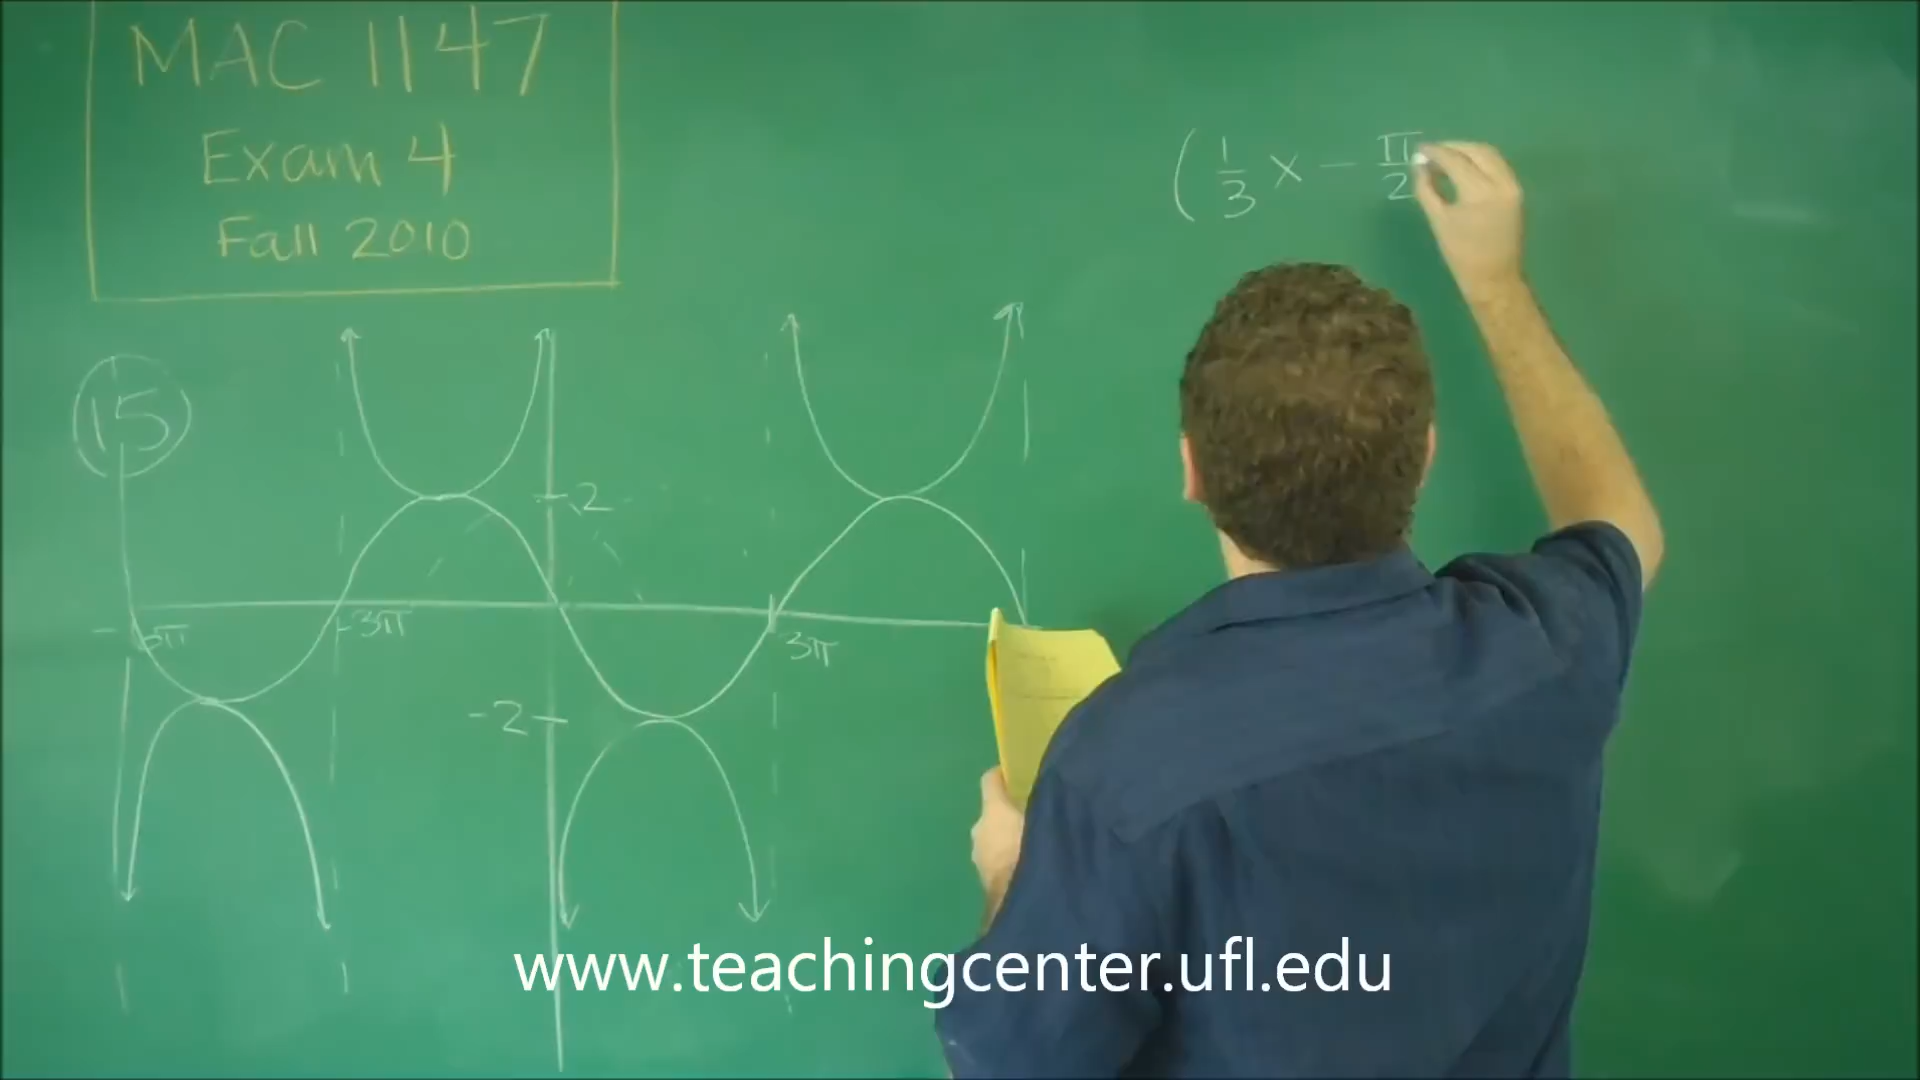 MAC 1147
Exam 4
Fall 2010
(1/3 x - π/2
15
2
-3π
3π
-2
www.teachingcenter.ufl.edu